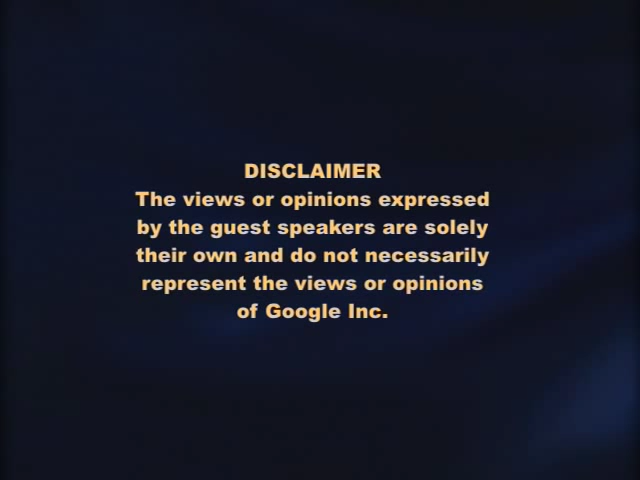 DISCLAIMER
The views or opinions expressed
by the guest speakers are solely
their own and do not necessarily
represent the views or opinions
of Google Inc.